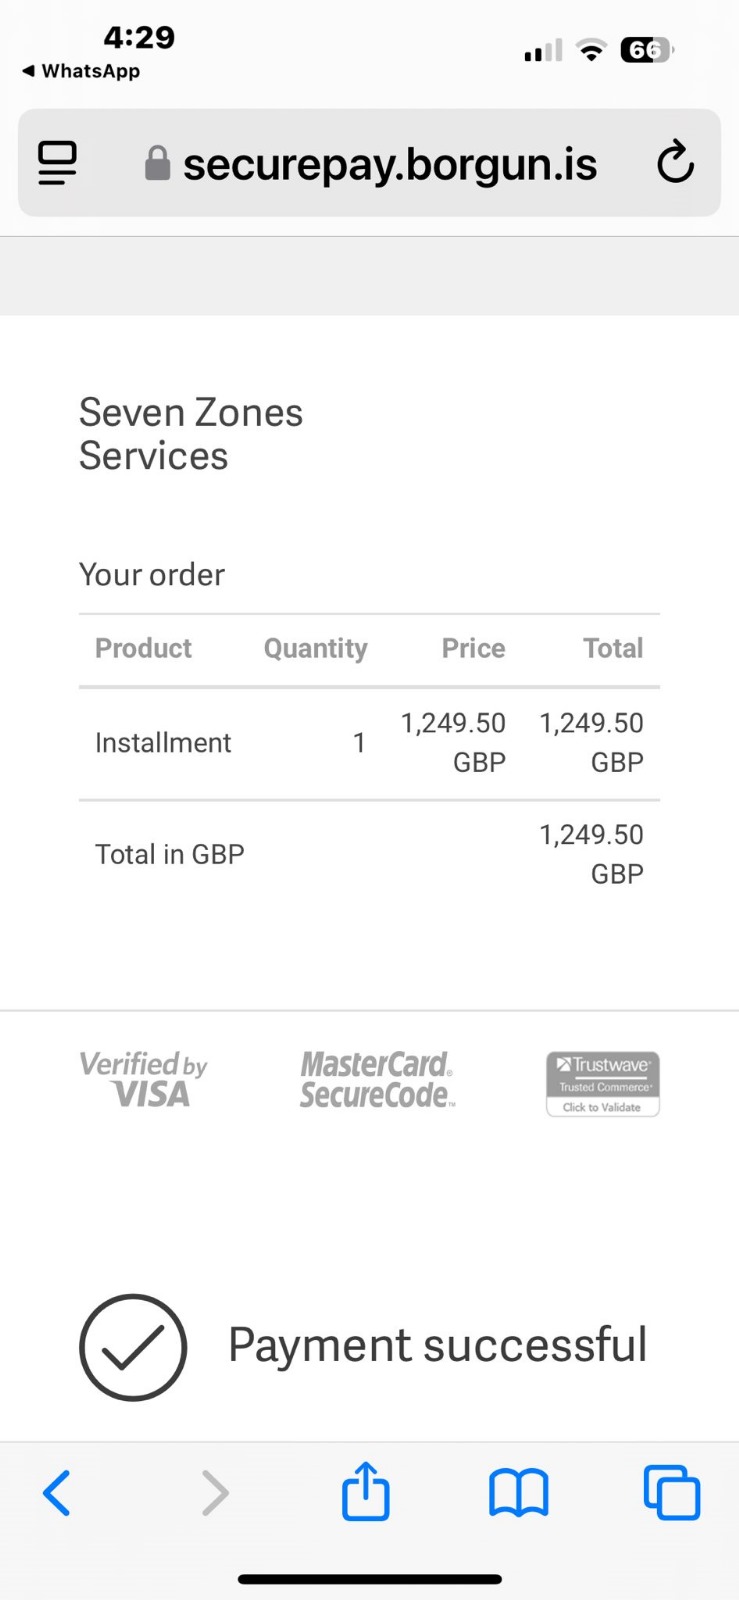 4:29
66
◀ WhatsApp
securepay.borgun.is
Seven Zones
Services
Your order
Product Quantity Price Total
Installment 1 1,249.50 GBP 1,249.50 GBP
Total in GBP 1,249.50 GBP
Verified by
VISA
MasterCard®
SecureCode™
Trustwave®
Trusted Commerce℠
Click to Validate
Payment successful